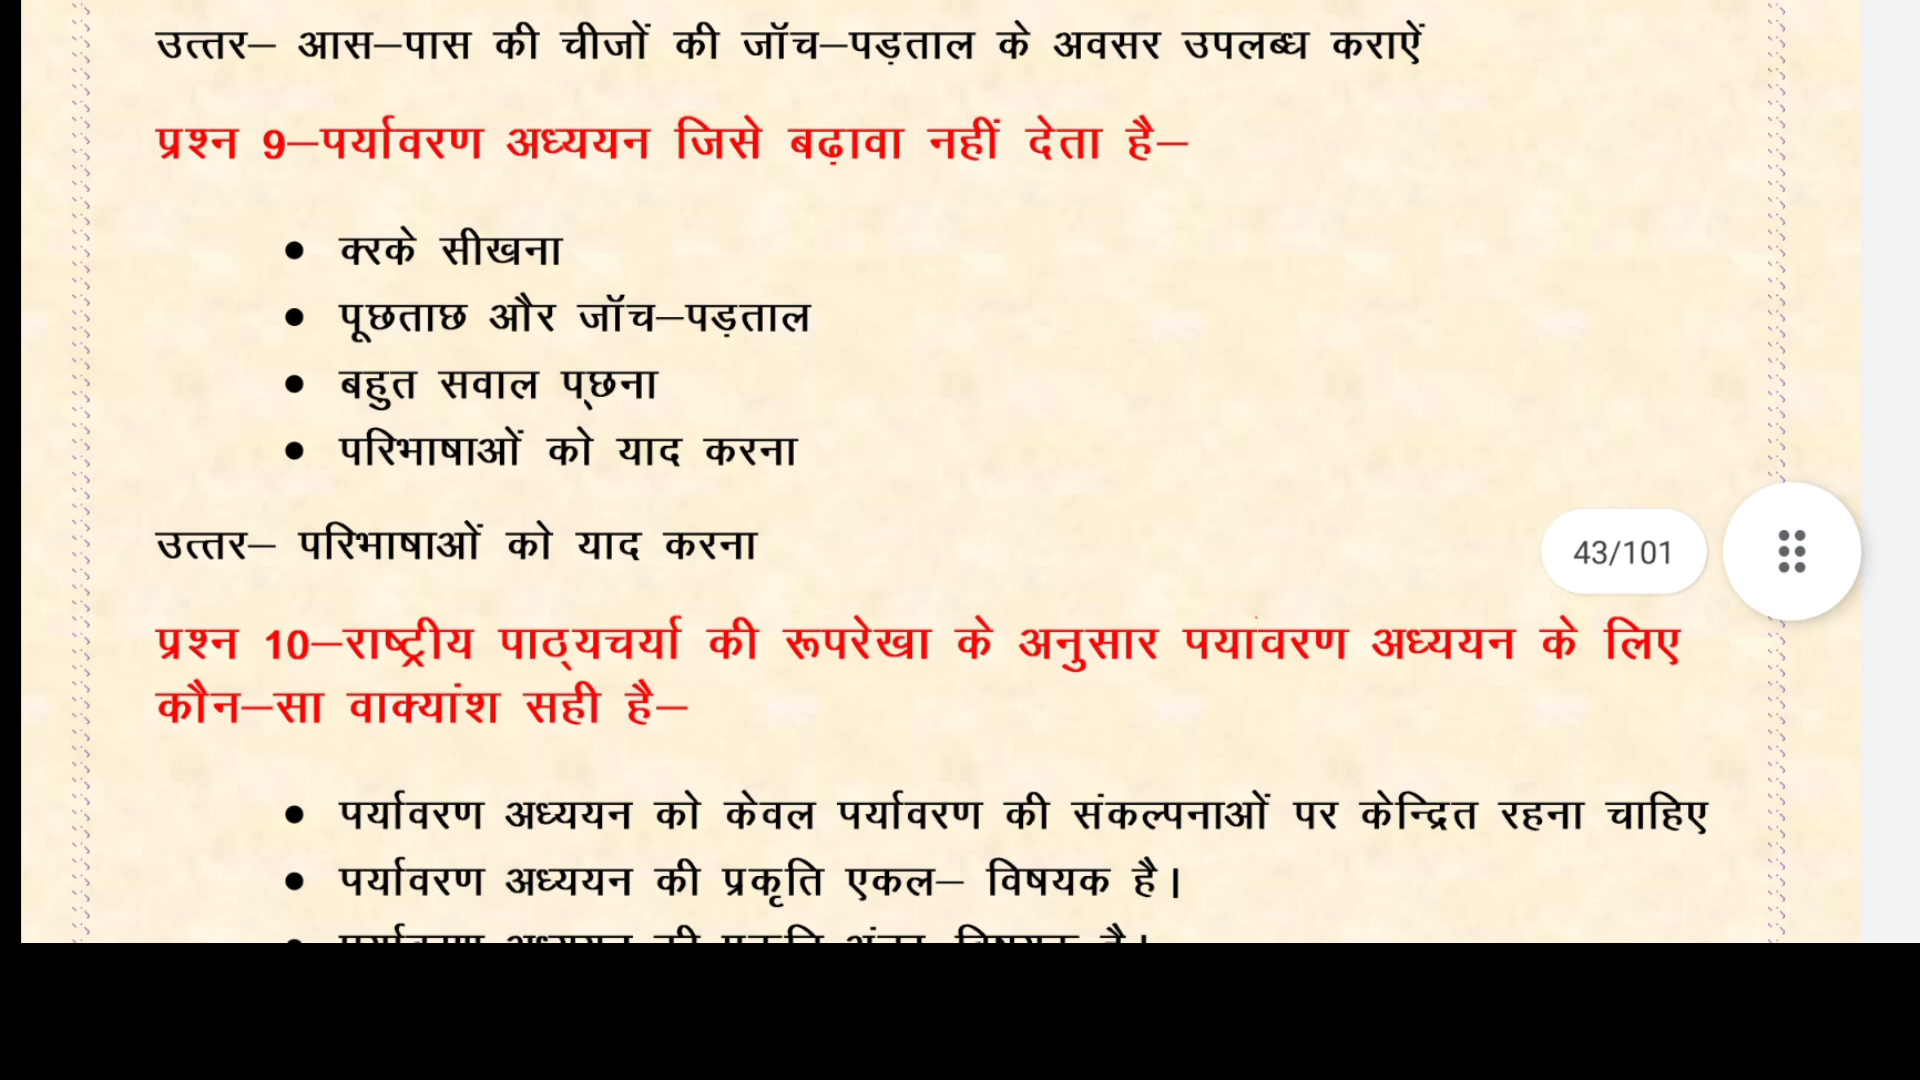 उत्तर– आस–पास की चीजों की जॉच–पड़ताल के अवसर उपलब्ध कराऐं
प्रश्न 9–पर्यावरण अध्ययन जिसे बढ़ावा नहीं देता है–
• क्रके सीखना
• पूछताछ और जॉच–पड़ताल
• बहुत सवाल प्छना
• परिभाषाओं को याद करना
उत्तर– परिभाषाओं को याद करना
43/101
प्रश्न 10–राष्ट्रीय पाठ्यचर्या की रूपरेखा के अनुसार पयावरण अध्ययन के लिए
कौन–सा वाक्यांश सही है–
• पर्यावरण अध्ययन को केवल पर्यावरण की संकल्पनाओं पर केन्द्रित रहना चाहिए
• पर्यावरण अध्ययन की प्रकृति एकल– विषयक है।